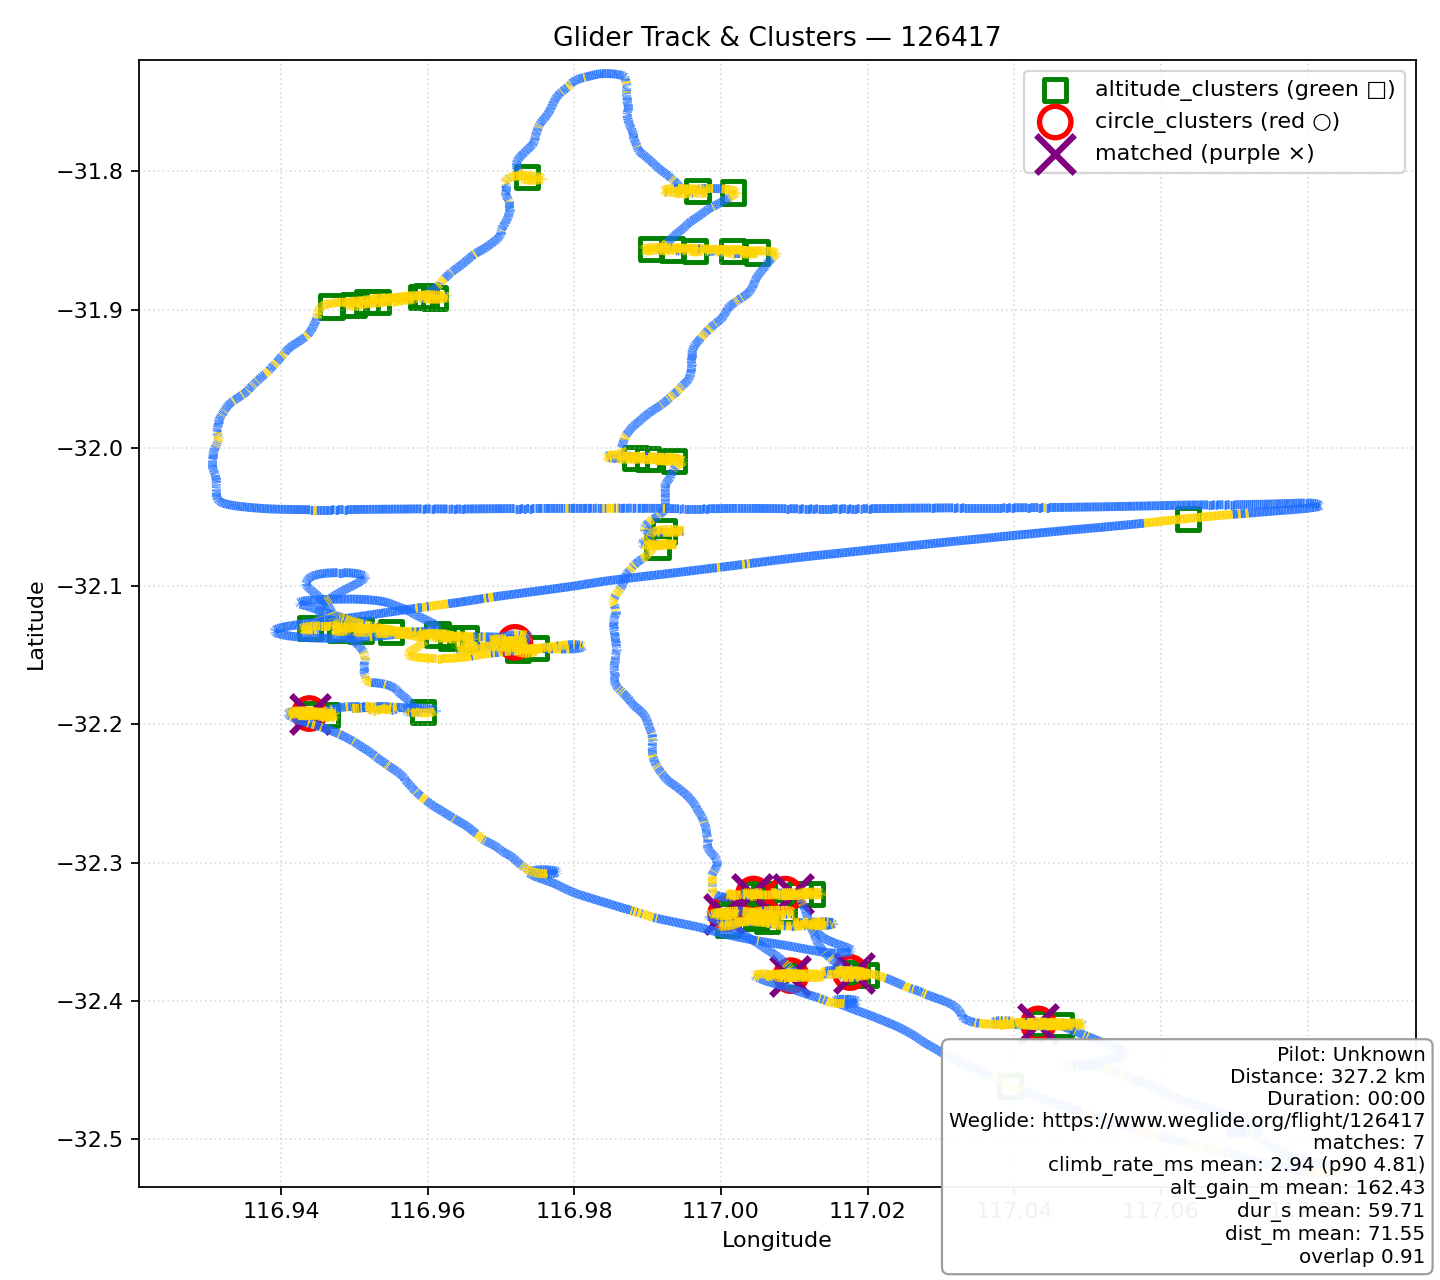 Glider Track & Clusters — 126417
altitude_clusters (green □)
circle_clusters (red ○)
matched (purple ×)
Latitude
−31.8
−31.9
−32.0
−32.1
−32.2
−32.3
−32.4
−32.5
116.94
116.96
116.98
117.00
117.02
117.04
117.06
Longitude
Pilot: Unknown
Distance: 327.2 km
Duration: 00:00
Weglide: https://www.weglide.org/flight/126417
matches: 7
climb_rate_ms mean: 2.94 (p90 4.81)
alt_gain_m mean: 162.43
dur_s mean: 59.71
dist_m mean: 71.55
overlap 0.91